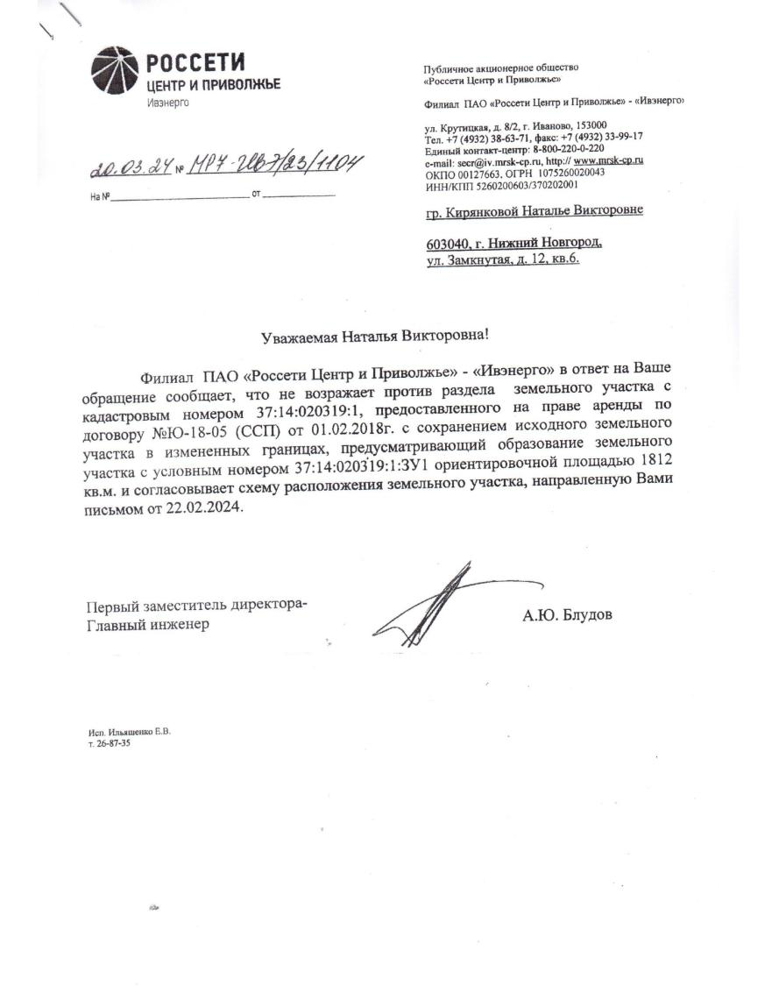 РОССЕТИ
ЦЕНТР И ПРИВОЛЖЬЕ
Ивэнерго
Публичное акционерное общество
«Россети Центр и Приволжье»
Филиал ПАО «Россети Центр и Приволжье» - «Ивэнерго»
ул. Крутицкая, д. 8/2, г. Иваново, 153000
Тел. +7 (4932) 38-63-71, факс: +7 (4932) 33-99-17
Единый контакт-центр: 8-800-220-0-220
e-mail: secr@iv.mrsk-cp.ru, http:// www.mrsk-cp.ru
ОКПО 00127663, ОГРН 1075260020043
ИНН/КПП 5260200603/370202001
20.03.24 № МР7-ИВ7/23/1104
На № от
гр. Кирянковой Наталье Викторовне
603040, г. Нижний Новгород,
ул. Замкнутая, д. 12, кв.6.
Уважаемая Наталья Викторовна!
Филиал ПАО «Россети Центр и Приволжье» - «Ивэнерго» в ответ на Ваше
обращение сообщает, что не возражает против раздела земельного участка с
кадастровым номером 37:14:020319:1, предоставленного на праве аренды по
договору №Ю-18-05 (ССП) от 01.02.2018г. с сохранением исходного земельного
участка в измененных границах, предусматривающий образование земельного
участка с условным номером 37:14:020319:1:ЗУ1 ориентировочной площадью 1812
кв.м. и согласовывает схему расположения земельного участка, направленную Вами
письмом от 22.02.2024.
Первый заместитель директора-
Главный инженер
А.Ю. Блудов
Исп. Ильяшенко Е.В.
т. 26-87-35